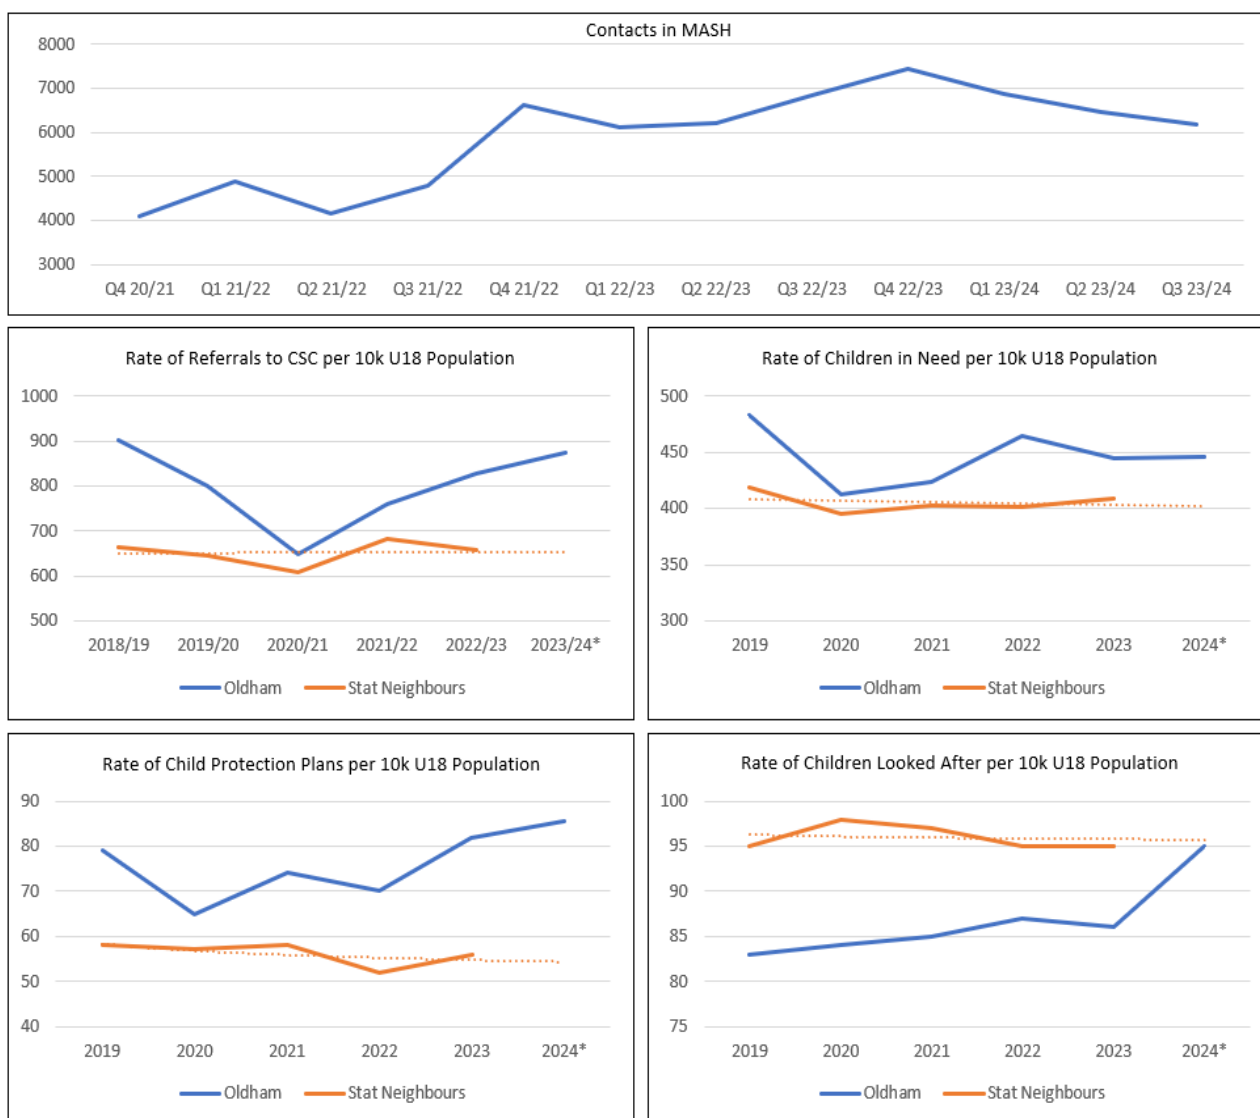 Contacts in MASH
8000
7000
6000
5000
4000
3000
Q4 20/21 Q1 21/22 Q2 21/22 Q3 21/22 Q4 21/22 Q1 22/23 Q2 22/23 Q3 22/23 Q4 22/23 Q1 23/24 Q2 23/24 Q3 23/24
Rate of Referrals to CSC per 10k U18 Population
1000
900
800
700
600
500
2018/19 2019/20 2020/21 2021/22 2022/23 2023/24*
Oldham Stat Neighbours
Rate of Children in Need per 10k U18 Population
500
450
400
350
300
2019 2020 2021 2022 2023 2024*
Oldham Stat Neighbours
Rate of Child Protection Plans per 10k U18 Population
90
80
70
60
50
40
2019 2020 2021 2022 2023 2024*
Oldham Stat Neighbours
Rate of Children Looked After per 10k U18 Population
100
95
90
85
80
75
2019 2020 2021 2022 2023 2024*
Oldham Stat Neighbours